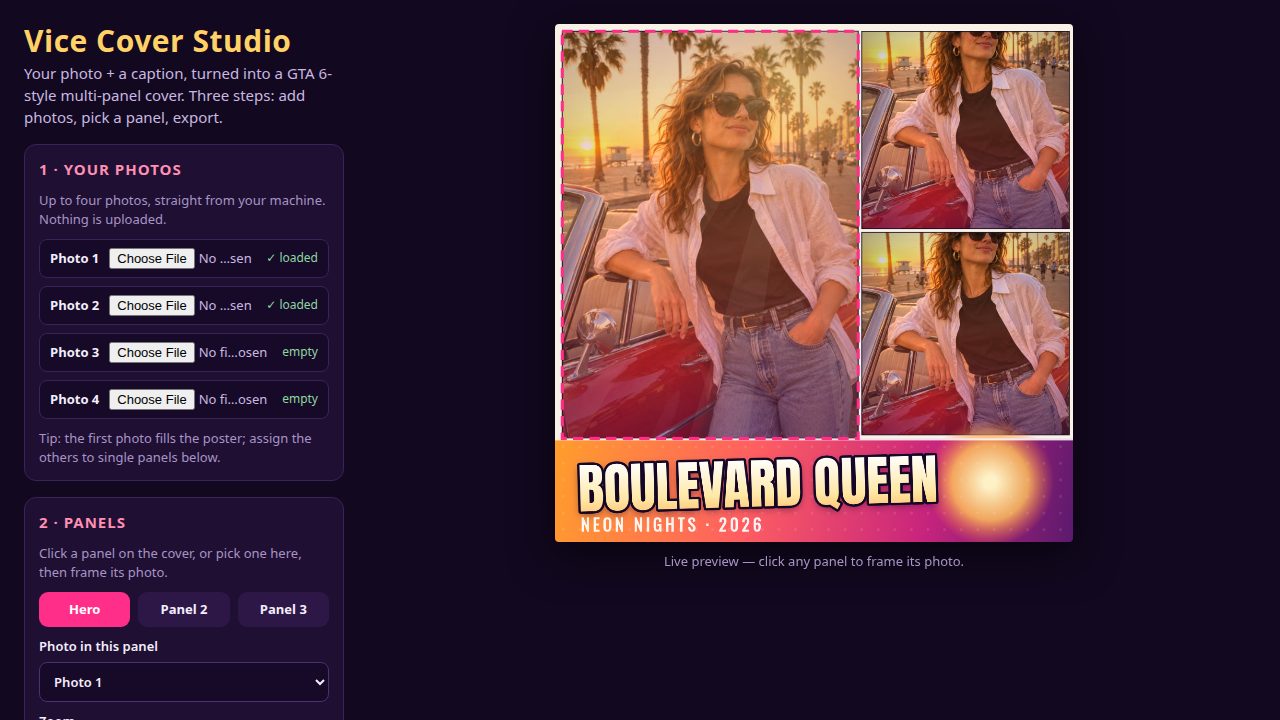 Vice Cover Studio
Your photo + a caption, turned into a GTA 6-
style multi-panel cover. Three steps: add
photos, pick a panel, export.
1 · YOUR PHOTOS
Up to four photos, straight from your machine.
Nothing is uploaded.
Photo 1 Choose File No ...sen ✓ loaded
Photo 2 Choose File No ...sen ✓ loaded
Photo 3 Choose File No fi...osen empty
Photo 4 Choose File No fi...osen empty
Tip: the first photo fills the poster; assign the
others to single panels below.
2 · PANELS
Click a panel on the cover, or pick one here,
then frame its photo.
Hero Panel 2 Panel 3
Photo in this panel
Photo 1
BOULEVARD QUEEN
NEON NIGHTS · 2026
Live preview — click any panel to frame its photo.